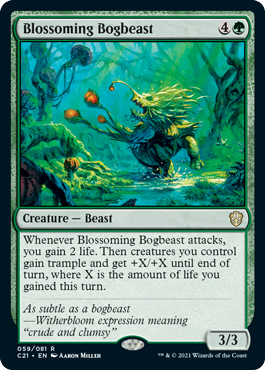 Blossoming Bogbeast 4
Creature — Beast
Whenever Blossoming Bogbeast attacks,
you gain 2 life. Then creatures you control
gain trample and get +X/+X until end of
turn, where X is the amount of life you
gained this turn.
As subtle as a bogbeast
—Witherbloom expression meaning
"crude and clumsy"
3/3
059/081 R
C21 • EN Aaron Miller
™ & © 2021 Wizards of the Coast